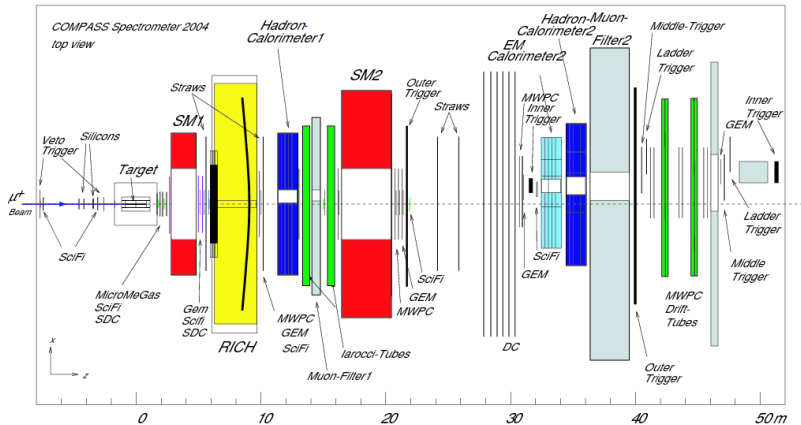 COMPASS Spectrometer 2004
top view
Hadron-
Calorimeter1
Hadron-
Calorimeter2
Muon-
Filter2
EM
Calorimeter2
Middle-Trigger
Ladder
Trigger
SM2
Outer
Trigger
Straws
Straws
MWPC
Inner
Trigger
GEM
Inner
Trigger
SM1
Veto
Trigger
Silicons
Target
μ+
Beam
SciFi
MicroMeGas
SciFi
SDC
Gem
Scifi
SDC
RICH
MWPC
GEM
SciFi
Muon-Filter1
Iarocci-Tubes
MWPC
GEM
SciFi
DC
GEM
SciFi
Outer
Trigger
MWPC
Drift-
Tubes
Middle
Trigger
Ladder
Trigger
x
z
0
10
20
30
40
50 m